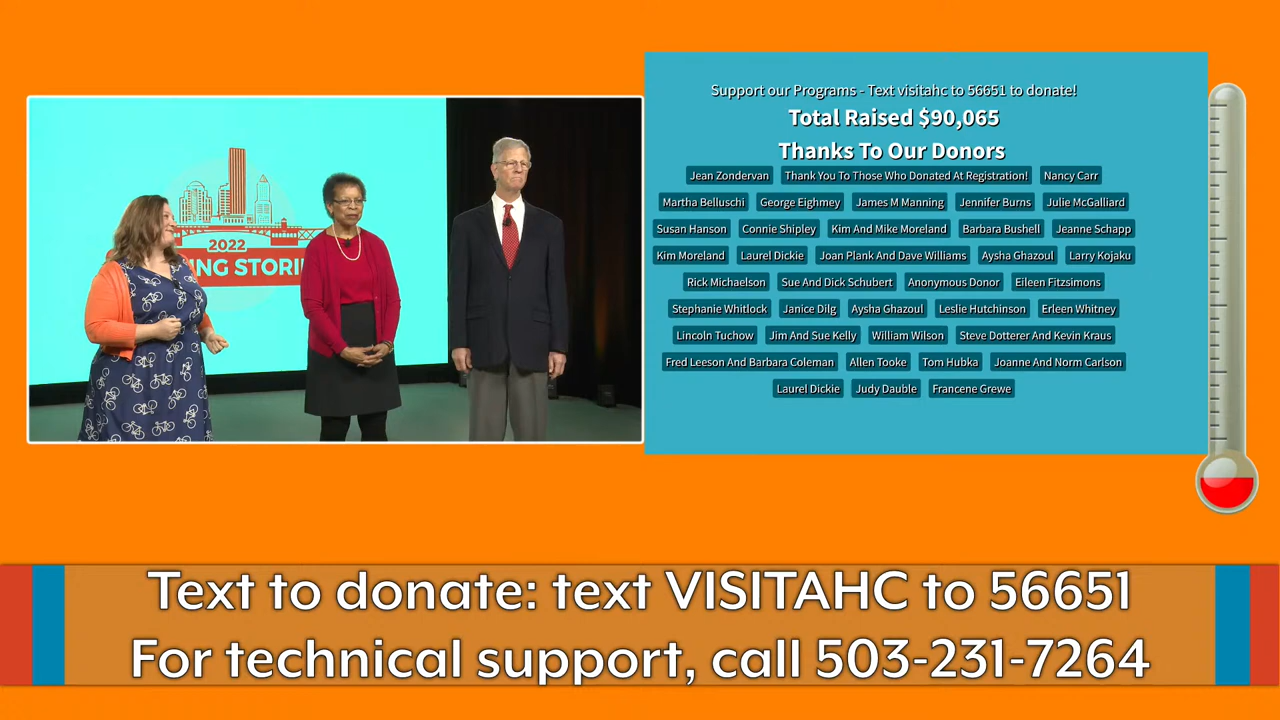 Support our Programs - Text visitahc to 56651 to donate!
Total Raised $90,065
Thanks To Our Donors
Jean Zondervan Thank You To Those Who Donated At Registration! Nancy Carr
Martha Belluschi George Eighmey James M Manning Jennifer Burns Julie McGalliard
Susan Hanson Connie Shipley Kim And Mike Moreland Barbara Bushell Jeanne Schapp
Kim Moreland Laurel Dickie Joan Plank And Dave Williams Aysha Ghazoul Larry Kojaku
Rick Michaelson Sue And Dick Schubert Anonymous Donor Eileen Fitzsimons
Stephanie Whitlock Janice Dilg Aysha Ghazoul Leslie Hutchinson Erleen Whitney
Lincoln Tuchow Jim And Sue Kelly William Wilson Steve Dotterer And Kevin Kraus
Fred Leeson And Barbara Coleman Allen Tooke Tom Hubka Joanne And Norm Carlson
Laurel Dickie Judy Dauble Francene Grewe
2022
Text to donate: text VISITAHC to 56651
For technical support, call 503-231-7264